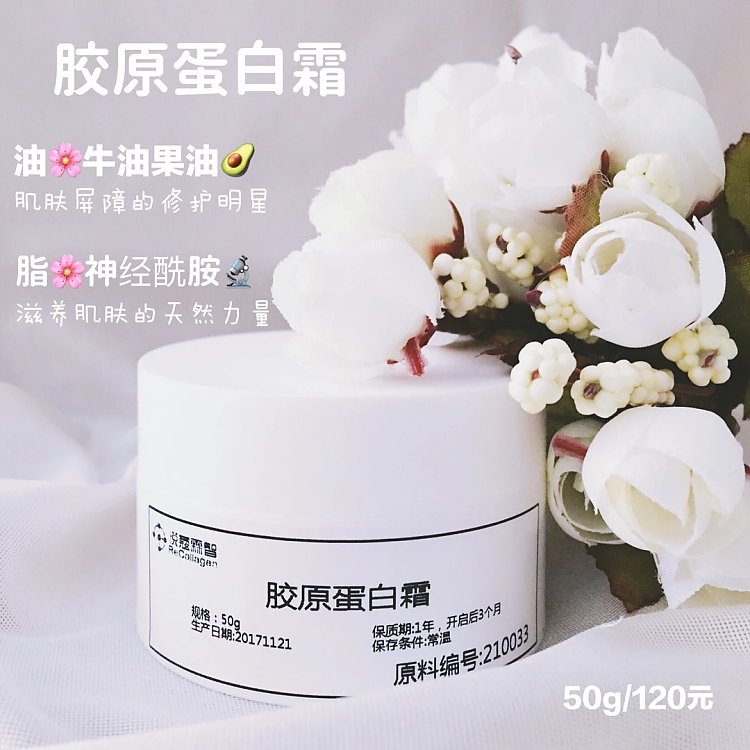 胶原蛋白霜
油🌸牛油果油🥑
肌肤屏障的修护明星
脂🌸神经酰胺🔬
滋养肌肤的天然力量
ReCollagen
胶原蛋白霜
规格：50g
生产日期:20171121
保质期:1年，开启后3个月
保存条件:常温
原料编号:210033
50g/120元